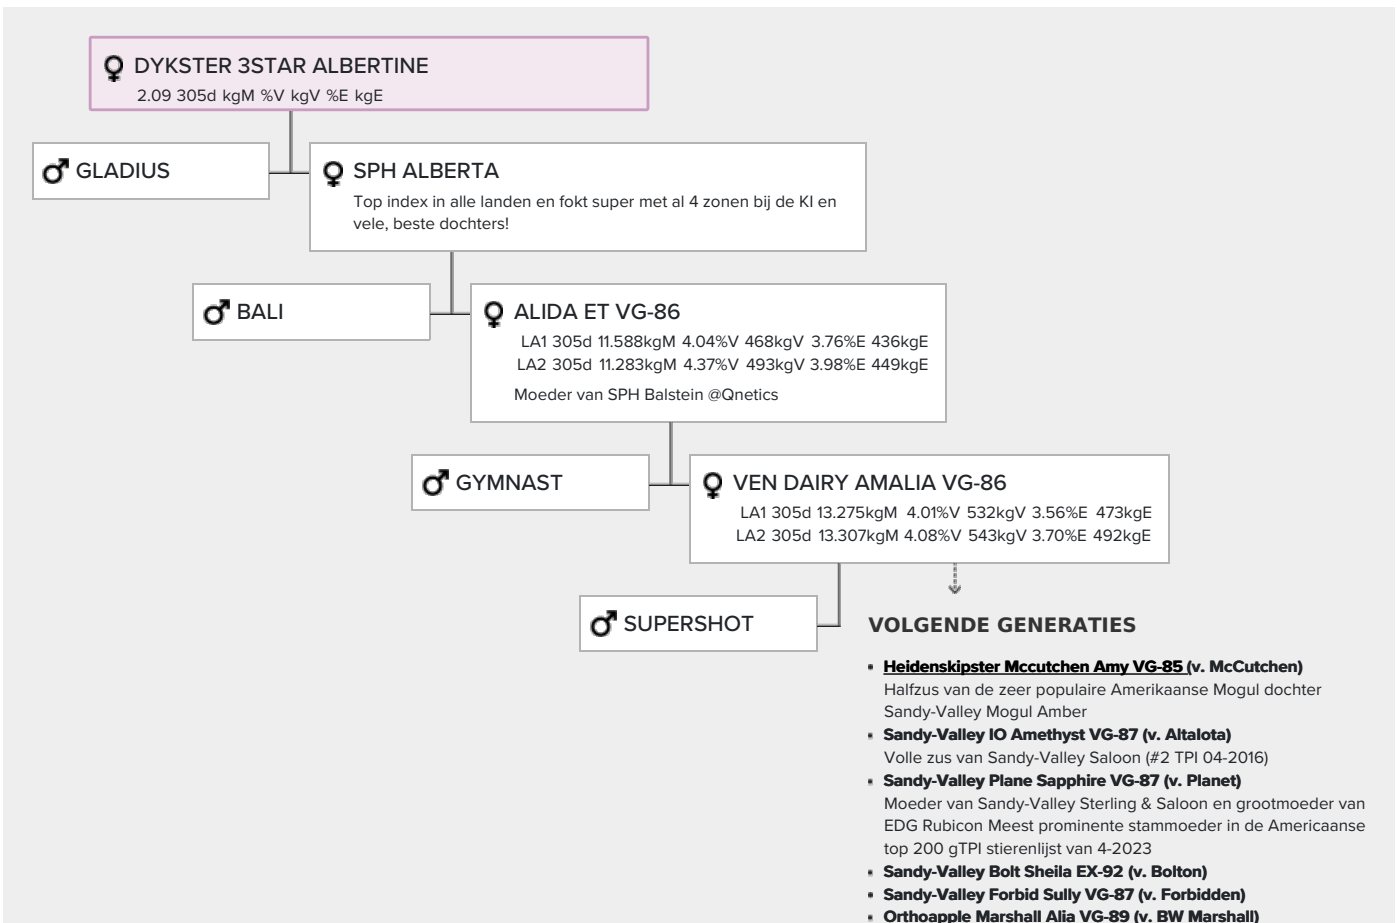 DYKSTER 3STAR ALBERTINE
2.09 305d kgM %V kgV %E kgE
GLADIUS
SPH ALBERTA
Top index in alle landen en fokt super met al 4 zonen bij de KI en
vele, beste dochters!
BALI
ALIDA ET VG-86
LA1 305d 11.588kgM 4.04%V 468kgV 3.76%E 436kgE
LA2 305d 11.283kgM 4.37%V 493kgV 3.98%E 449kgE
Moeder van SPH Balstein @Qnetics
GYMNAST
VEN DAIRY AMALIA VG-86
LA1 305d 13.275kgM 4.01%V 532kgV 3.56%E 473kgE
LA2 305d 13.307kgM 4.08%V 543kgV 3.70%E 492kgE
SUPERSHOT
VOLGENDE GENERATIES
Heidenskipster Mccutchen Amy VG-85 (v. McCutchen)
Halfzus van de zeer populaire Amerikaanse Mogul dochter
Sandy-Valley Mogul Amber
Sandy-Valley IO Amethyst VG-87 (v. Altalota)
Volle zus van Sandy-Valley Saloon (#2 TPI 04-2016)
Sandy-Valley Plane Sapphire VG-87 (v. Planet)
Moeder van Sandy-Valley Sterling & Saloon en grootmoeder van
EDG Rubicon Meest prominente stammoeder in de Americaanse
top 200 gTPI stierenlijst van 4-2023
Sandy-Valley Bolt Sheila EX-92 (v. Bolton)
Sandy-Valley Forbid Sully VG-87 (v. Forbidden)
Orthoapple Marshall Alia VG-89 (v. BW Marshall)